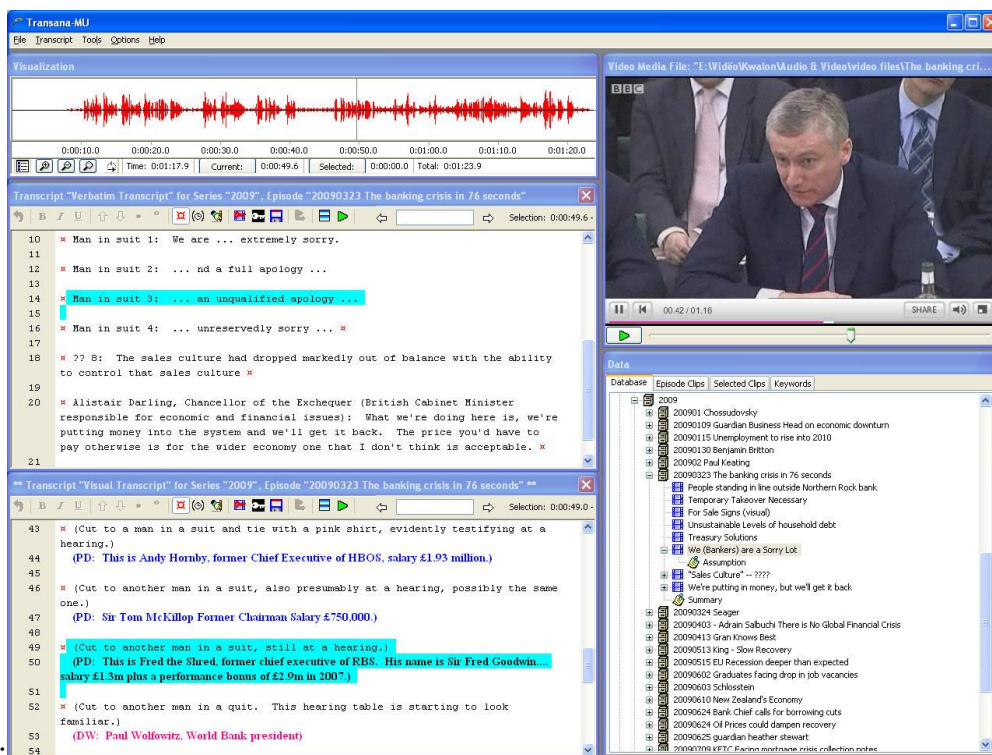 Transana-MU
File Transcript Tools Options Help
Visualization
0:00:10.0 0:00:20.0 0:00:30.0 0:00:40.0 0:00:50.0 0:01:00.0 0:01:10.0 0:01:20.0
Time: 0:01:17.9 Current: 0:00:49.6 Selected: 0:00:00.0 Total: 0:01:23.9
Transcript "Verbatim Transcript" for Series "2009", Episode "20090323 The banking crisis in 76 seconds"
B I U Selection: 0:00:49.6 -
10 ¤ Man in suit 1: We are ... extremely sorry.
11
12 ¤ Man in suit 2: ... nd a full apology ...
13
14 ¤ Man in suit 3: ... an unqualified apology ...
15
16 ¤ Man in suit 4: ... unreservedly sorry ... ¤
17
18 ¤ ?? 8: The sales culture had dropped markedly out of balance with the ability
to control that sales culture ¤
19
20 ¤ Alistair Darling, Chancellor of the Exchequer (British Cabinet Minister
responsible for economic and financial issues): What we're doing here is, we're
putting money into the system and we'll get it back. The price you'd have to
pay otherwise is for the wider economy one that I don't think is acceptable. ¤
21
** Transcript "Visual Transcript" for Series "2009", Episode "20090323 The banking crisis in 76 seconds" **
B I U Selection: 0:00:49.0 -
43 ¤ (Cut to a man in a suit and tie with a pink shirt, evidently testifying at a
hearing.)
44 (PD: This is Andy Hornby, former Chief Executive of HBOS, salary £1.93 million.)
45
46 ¤ (Cut to another man in a suit, also presumably at a hearing, possibly the same
one.)
47 (PD: Sir Tom McKillop Former Chairman Salary £750,000.)
48
49 ¤ (Cut to another man in a suit, still at a hearing.)
50 (PD: This is Fred the Shred, former chief executive of RBS. His name is Sir Fred Goodwin....
salary £1.3m plus a performance bonus of £2.9m in 2007.)
51
52 ¤ (Cut to another man in a quit. This hearing table is starting to look
familiar.)
53 (DW: Paul Wolfowitz, World Bank president)
54
Video Media File: "E:\Vidëo\Kwalon\Audio & Video\video files\The banking cri...
BBC
00.42 / 01.16 SHARE
Data
Database Episode Clips Selected Clips Keywords
2009
200901 Chossudovsky
20090109 Guardian Business Head on economic downturn
20090115 Unemployment to rise into 2010
20090130 Benjamin Britton
200902 Paul Keating
20090323 The banking crisis in 76 seconds
People standing in line outside Northern Rock bank
Temporary Takeover Necessary
For Sale Signs (visual)
Unsustainable Levels of household debt
Treasury Solutions
We (Bankers) are a Sorry Lot
Assumption
"Sales Culture" -- ????
We're putting in money, but we'll get it back
Summary
20090324 Seager
20090403 - Adrain Salbuchi There is No Global Financial Crisis
20090413 Gran Knows Best
20090513 King - Slow Recovery
20090515 EU Recession deeper than expected
20090602 Graduates facing drop in job vacancies
20090603 Schlosstein
20090610 New Zealand's Economy
20090624 Bank Chief calls for borrowing cuts
20090624 Oil Prices could dampen recovery
20090625 guardian heather stewart
20090709 KETC Facing mortgage crisis collection notes